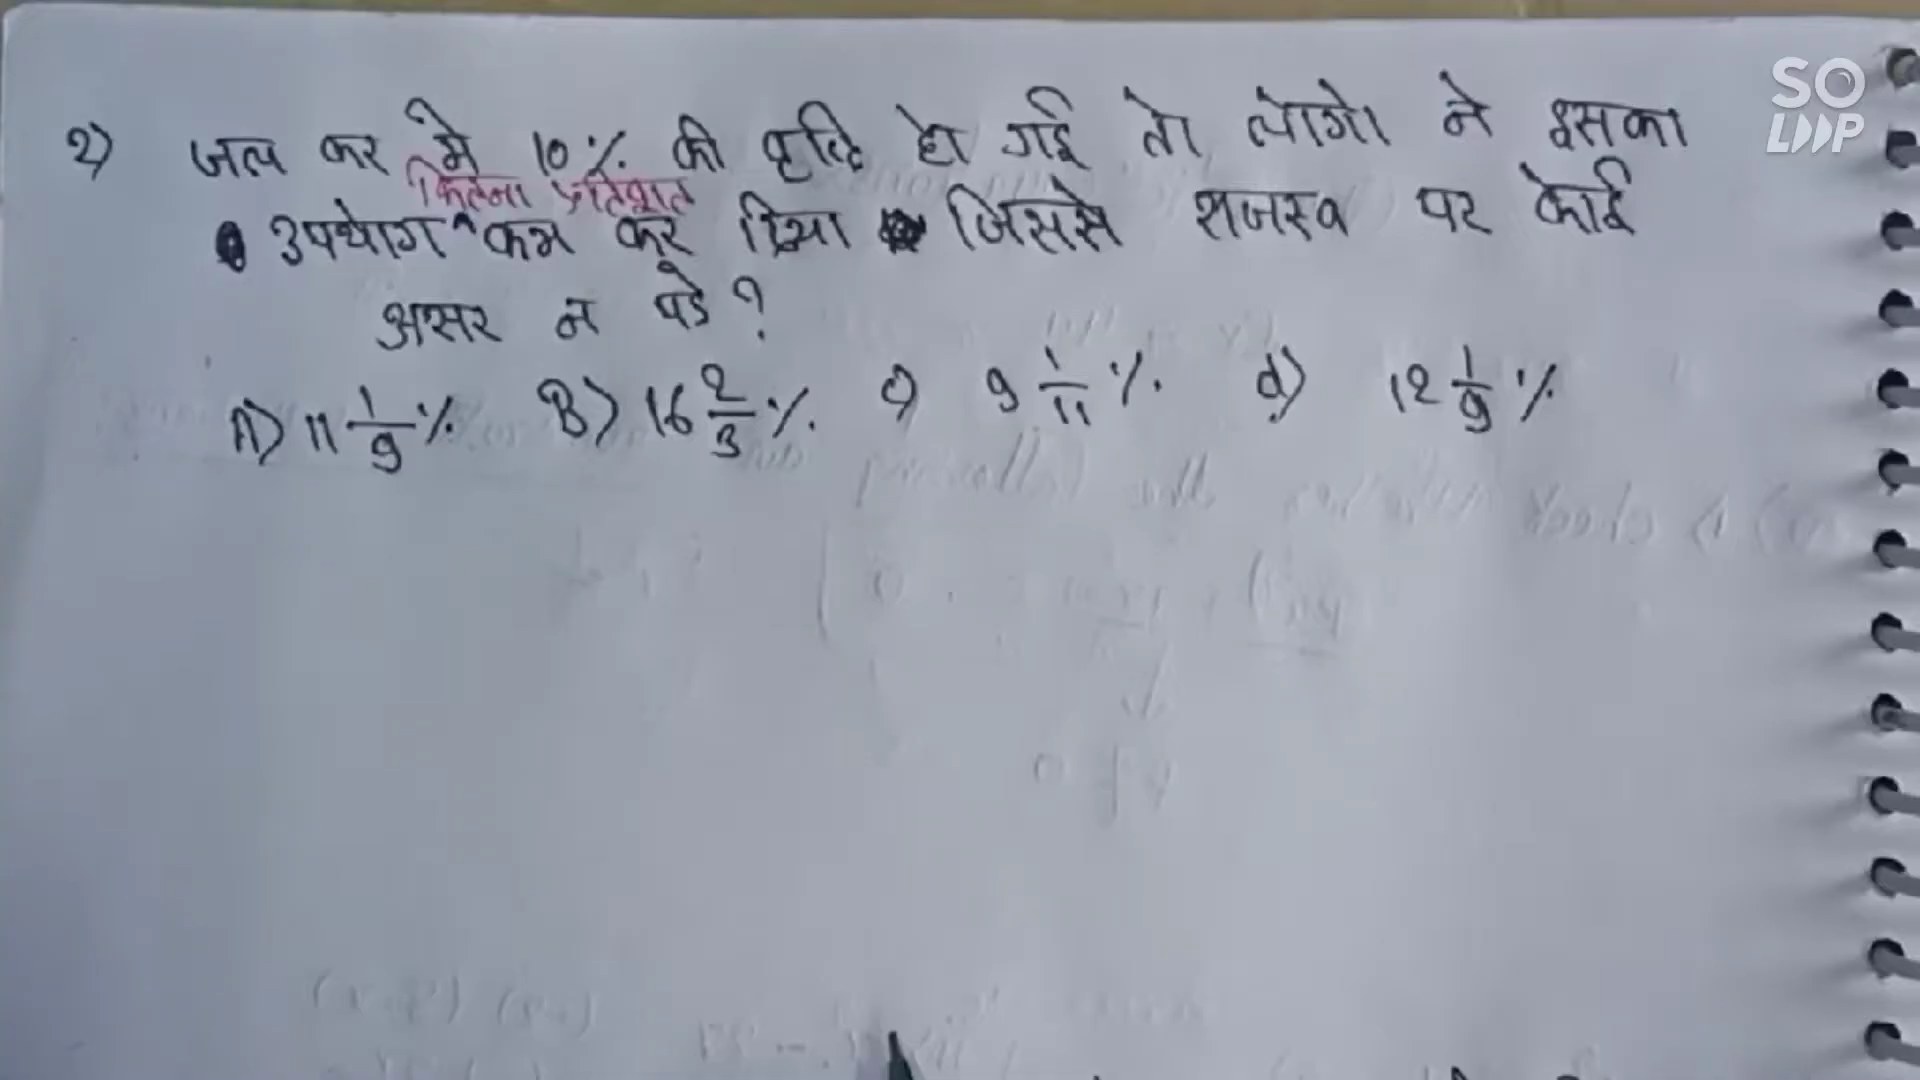 2) जल कर मे 10% की वृद्धि हो गई तो लोगो ने इसका
कितना प्रतिशत
उपयोग ^ कम कर दिया जिससे राजस्व पर कोई
असर न पडे ?
A) 11 1/9 % B) 16 2/3 % c) 9 1/11 % d) 12 1/9 %
SO
LOOP